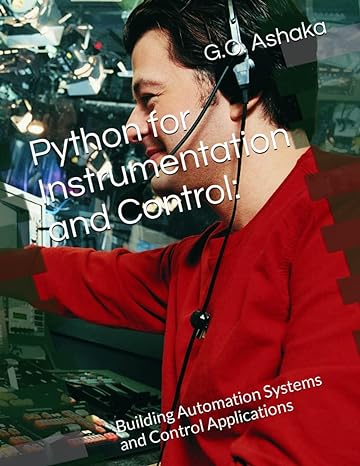 G.O. Ashaka
Python for
Instrumentation
and Control:
Building Automation Systems
and Control Applications